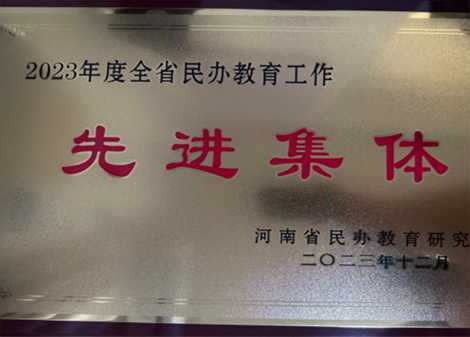 2023年度全省民办教育工作
先进集体
河南省民办教育研究
二〇二三年十二月